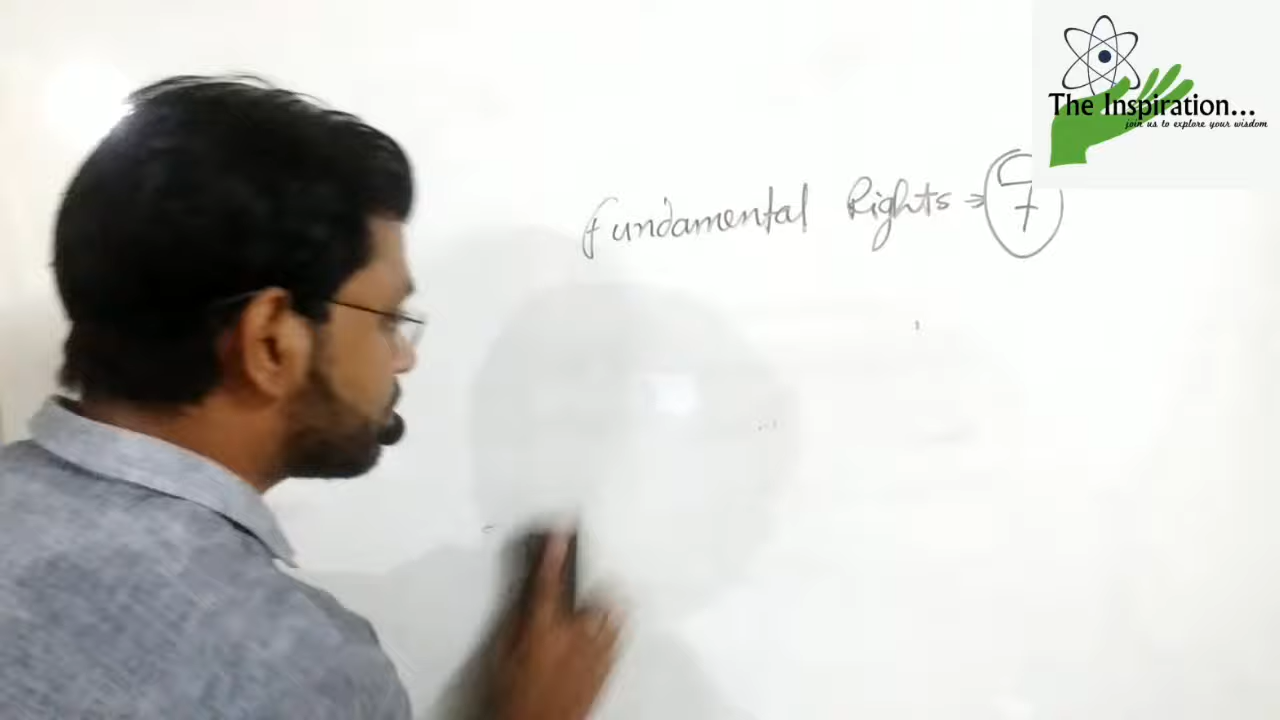 The Inspiration...
join us to explore your wisdom
Fundamental Rights ⇒ 7